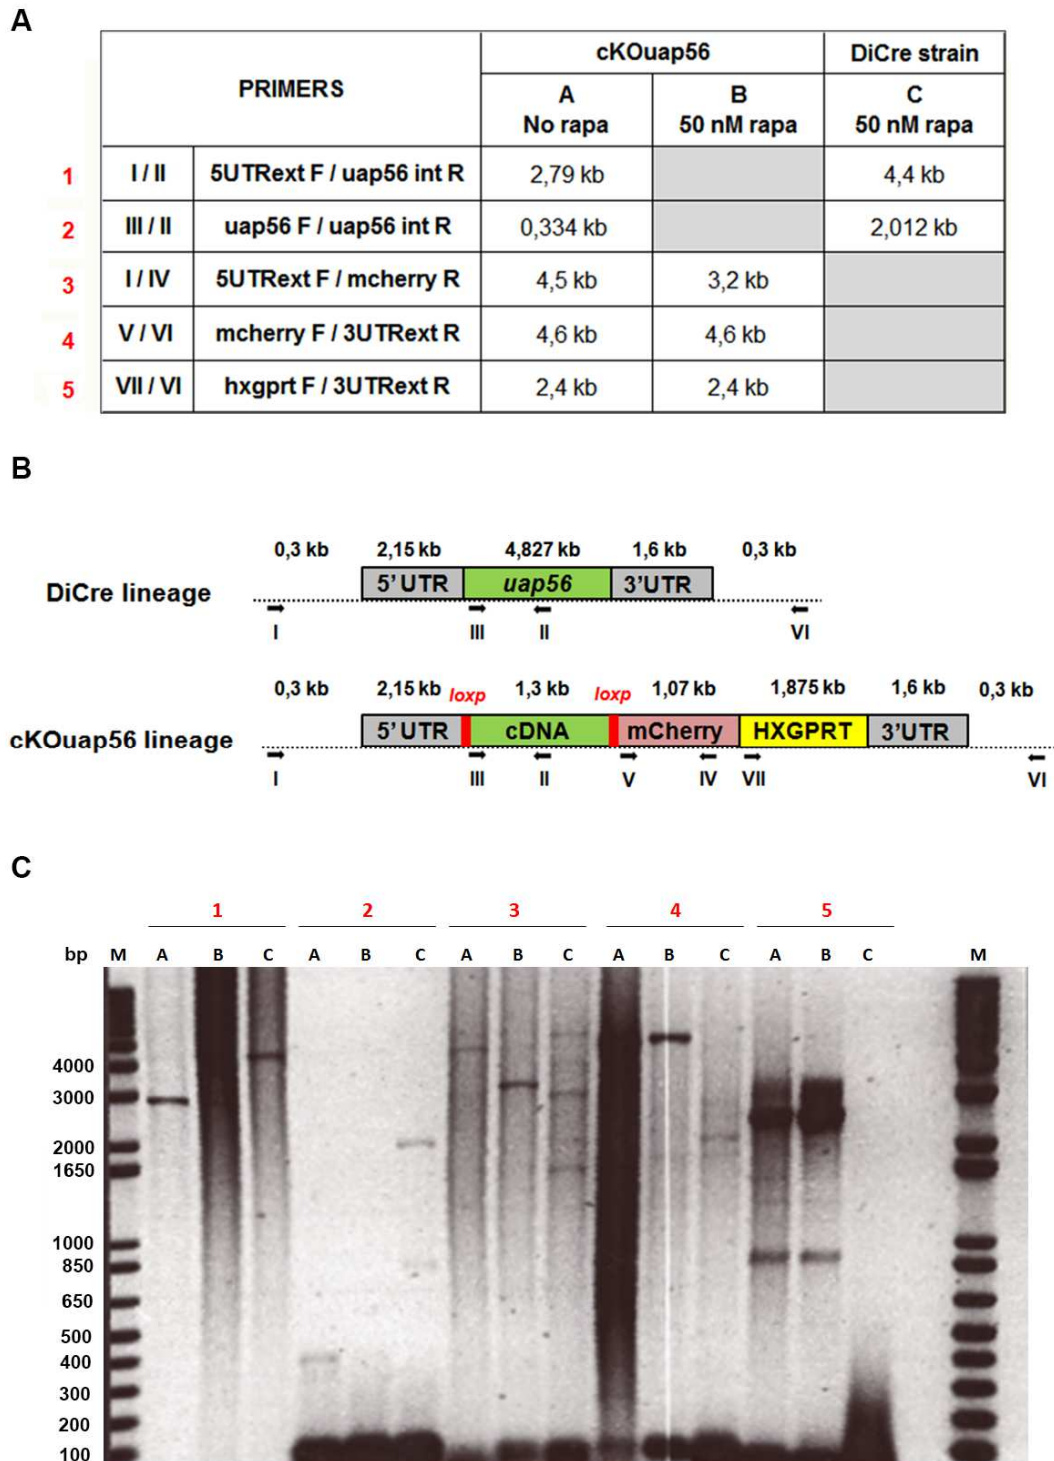 A
PRIMERS
cKOuap56
DiCre strain
A
No rapa
B
50 nM rapa
C
50 nM rapa
1 I / II 5UTRext F / uap56 int R 2,79 kb 4,4 kb
2 III / II uap56 F / uap56 int R 0,334 kb 2,012 kb
3 I / IV 5UTRext F / mcherry R 4,5 kb 3,2 kb
4 V / VI mcherry F / 3UTRext R 4,6 kb 4,6 kb
5 VII / VI hxgprt F / 3UTRext R 2,4 kb 2,4 kb
B
0,3 kb 2,15 kb 4,827 kb 1,6 kb 0,3 kb
DiCre lineage 5' UTR uap56 3'UTR
I III II VI
0,3 kb 2,15 kb loxp 1,3 kb loxp 1,07 kb 1,875 kb 1,6 kb 0,3 kb
cKOuap56 lineage 5' UTR cDNA mCherry HXGPRT 3'UTR
I III II V IV VII VI
C
1 2 3 4 5
bp M A B C A B C A B C A B C A B C M
4000
3000
2000
1650
1000
850
650
500
400
300
200
100